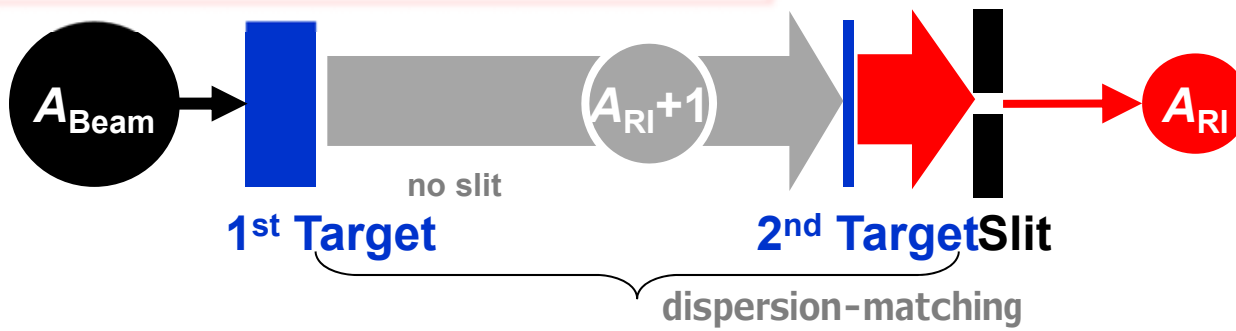 A_Beam
A_RI+1
A_RI
no slit
1st Target
2nd Target
Slit
dispersion-matching